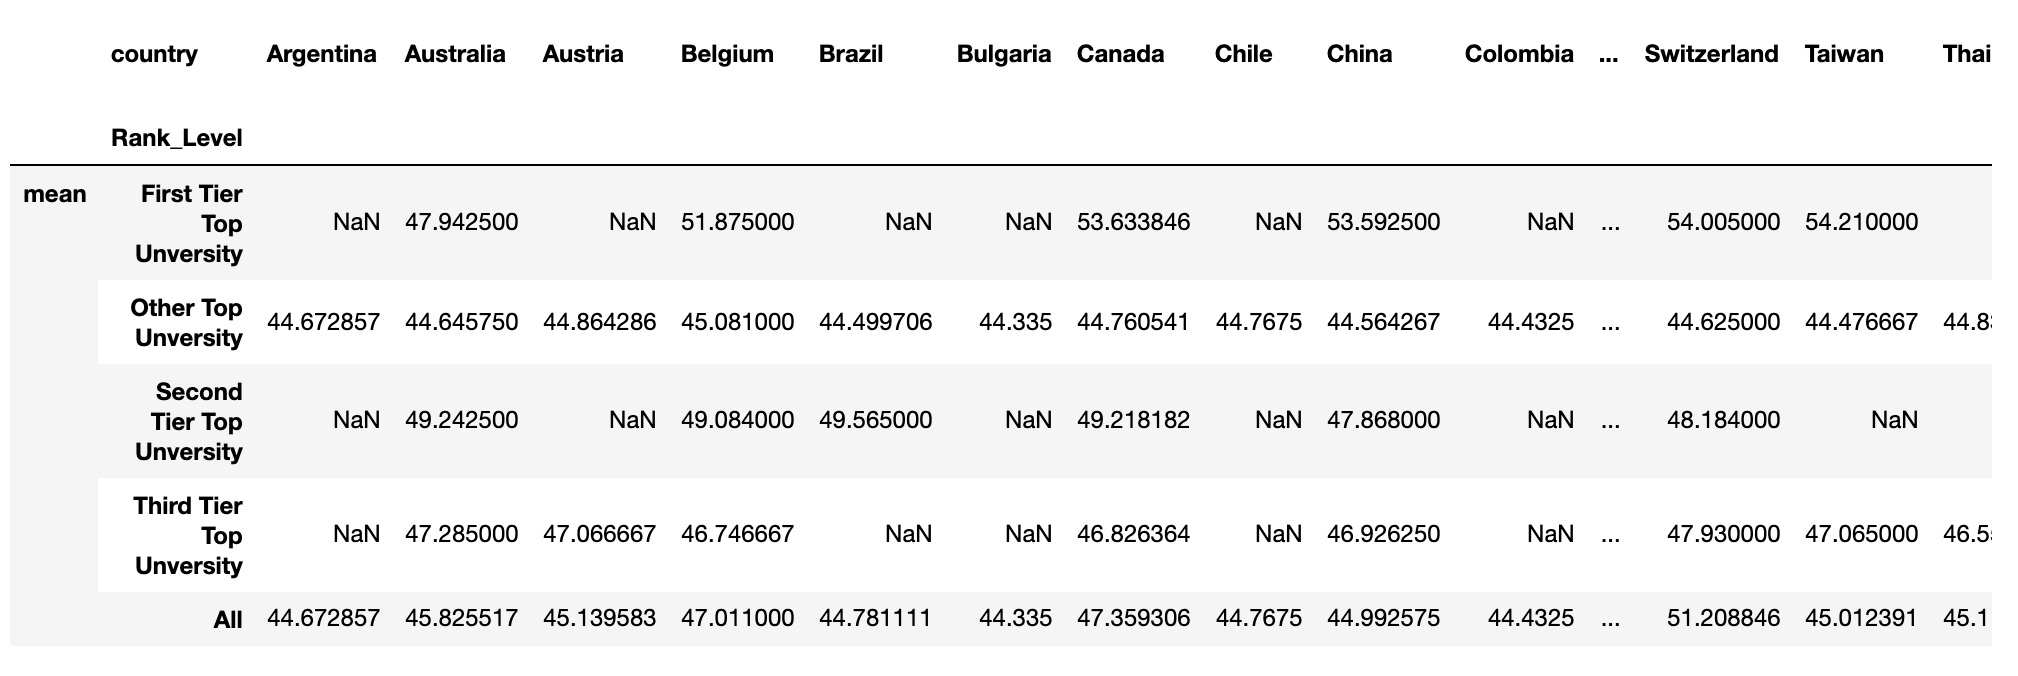 country Argentina Australia Austria Belgium Brazil Bulgaria Canada Chile China Colombia ... Switzerland Taiwan Thai
Rank_Level
mean First Tier
Top
Unversity
NaN 47.942500 NaN 51.875000 NaN NaN 53.633846 NaN 53.592500 NaN ... 54.005000 54.210000
Other Top
Unversity
44.672857 44.645750 44.864286 45.081000 44.499706 44.335 44.760541 44.7675 44.564267 44.4325 ... 44.625000 44.476667 44.8
Second
Tier Top
Unversity
NaN 49.242500 NaN 49.084000 49.565000 NaN 49.218182 NaN 47.868000 NaN ... 48.184000 NaN
Third Tier
Top
Unversity
NaN 47.285000 47.066667 46.746667 NaN NaN 46.826364 NaN 46.926250 NaN ... 47.930000 47.065000 46.5
All 44.672857 45.825517 45.139583 47.011000 44.781111 44.335 47.359306 44.7675 44.992575 44.4325 ... 51.208846 45.012391 45.1